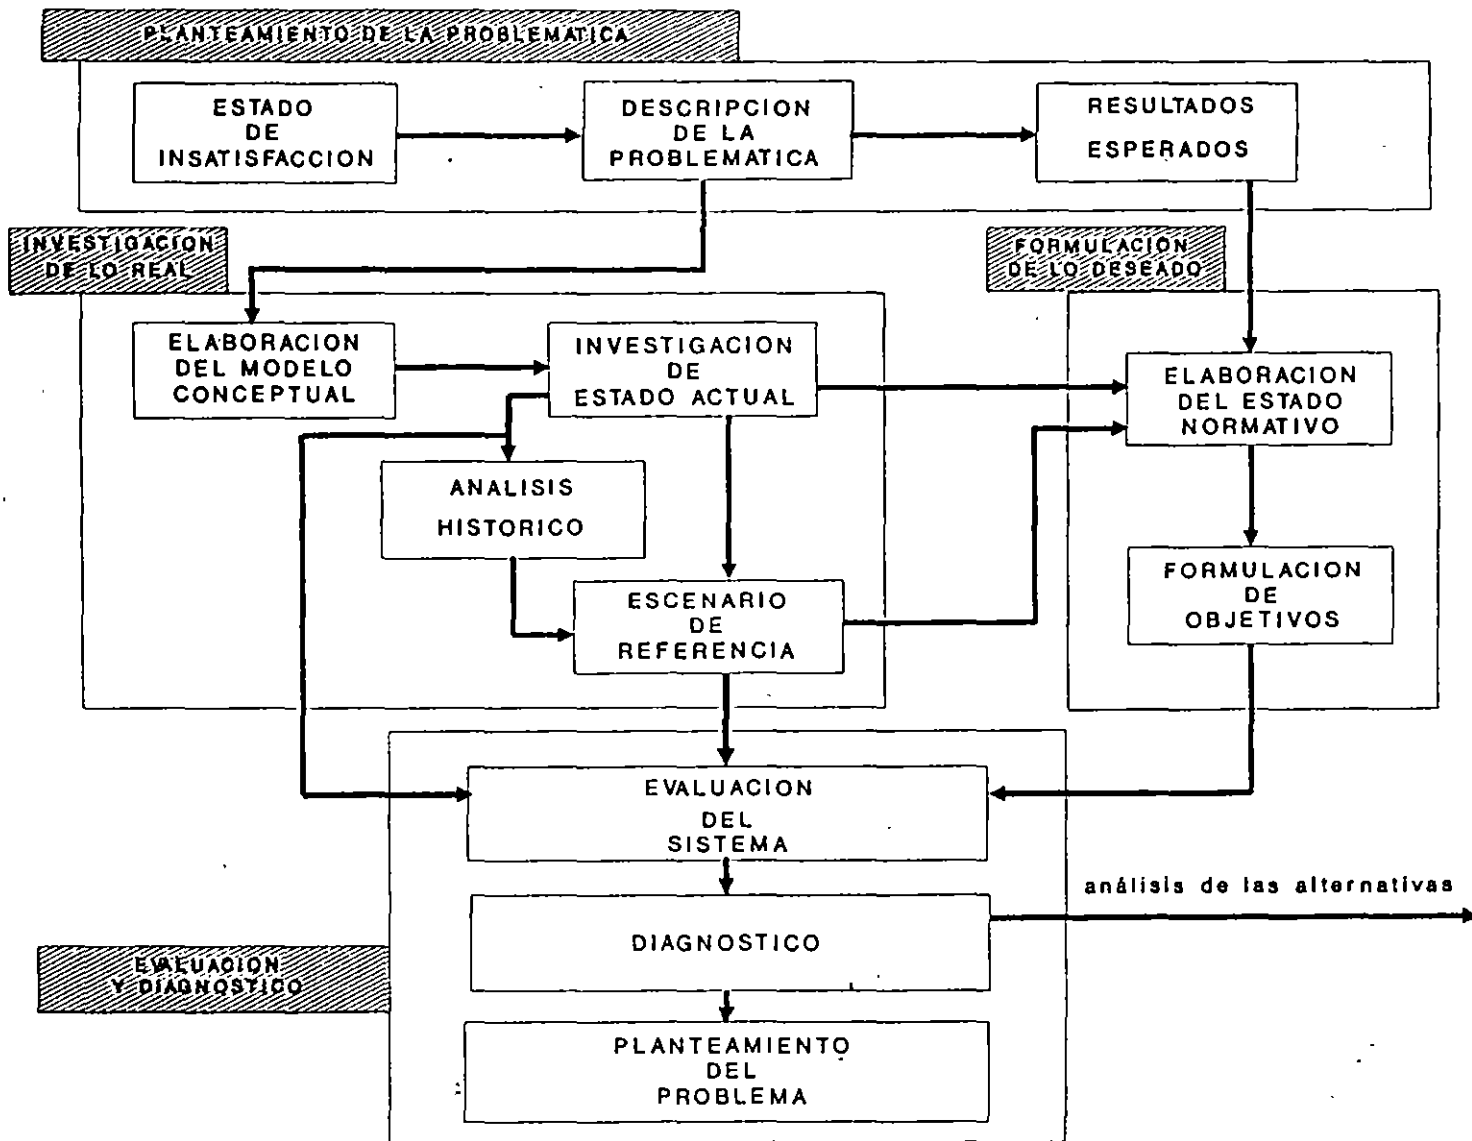 PLANTEAMIENTO DE LA PROBLEMATICA
ESTADO
DE
INSATISFACCION
DESCRIPCION
DE LA
PROBLEMATICA
RESULTADOS
ESPERADOS
INVESTIGACION
DE LO REAL
FORMULACION
DE LO DESEADO
ELABORACION
DEL MODELO
CONCEPTUAL
INVESTIGACION
DE
ESTADO ACTUAL
ELABORACION
DEL ESTADO
NORMATIVO
ANALISIS
HISTORICO
ESCENARIO
DE
REFERENCIA
FORMULACION
DE
OBJETIVOS
EVALUACION
DEL
SISTEMA
análisis de las alternativas
DIAGNOSTICO
EVALUACION
Y DIAGNOSTICO
PLANTEAMIENTO
DEL
PROBLEMA